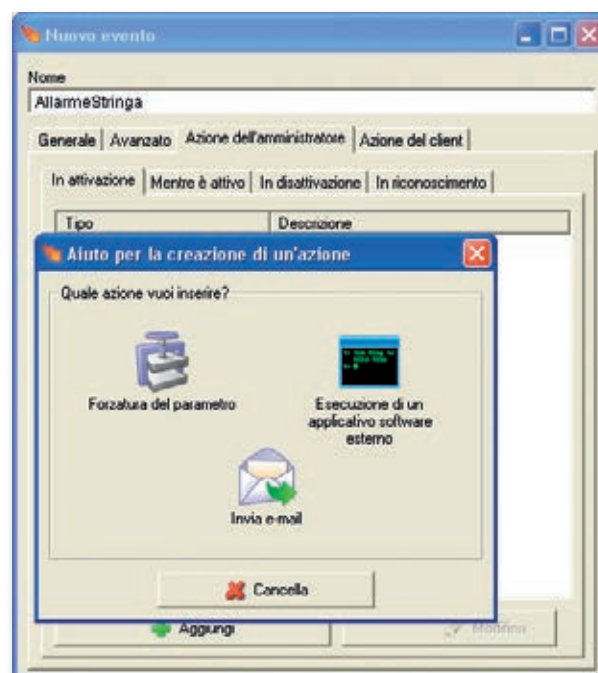 Nuovo evento
Nome
AllarmeStringa
Generale Avanzato Azione dell'amministratore Azione del client
In attivazione Mentre è attivo In disattivazione In riconoscimento
Tipo Descrizione
Aiuto per la creazione di un'azione
Quale azione vuoi inserire?
Forzatura del parametro
Esecuzione di un
applicativo software
esterno
Invia e-mail
Cancella
Aggiungi Modifica